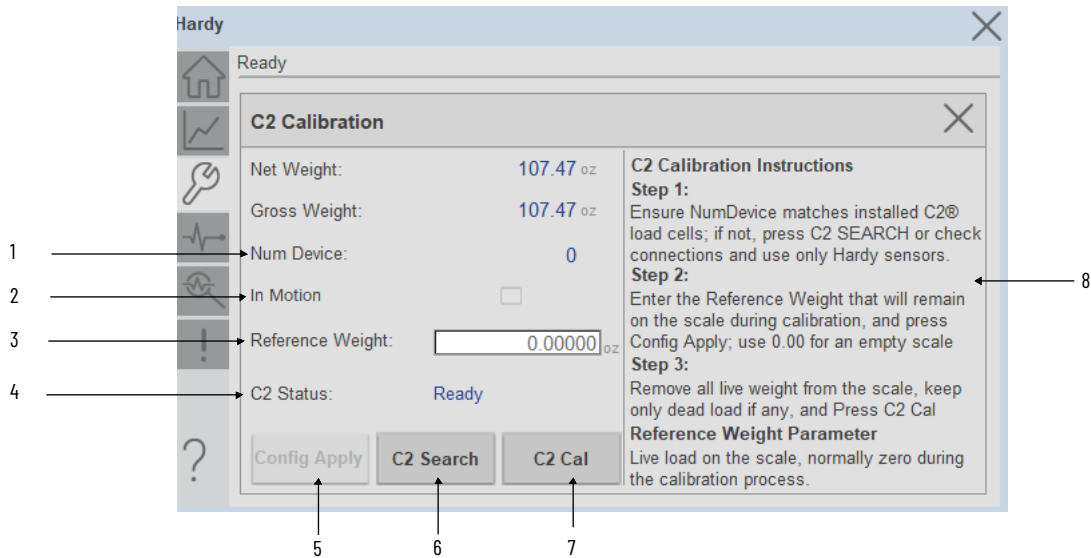 Hardy
Ready
C2 Calibration
Net Weight: 107.47 oz
Gross Weight: 107.47 oz
1 Num Device: 0
2 In Motion
3 Reference Weight: 0.00000 oz
4 C2 Status: Ready
Config Apply C2 Search C2 Cal
5 6 7
C2 Calibration Instructions
Step 1:
Ensure NumDevice matches installed C2®
load cells; if not, press C2 SEARCH or check
connections and use only Hardy sensors.
Step 2:
Enter the Reference Weight that will remain
on the scale during calibration, and press
Config Apply; use 0.00 for an empty scale
Step 3:
Remove all live weight from the scale, keep
only dead load if any, and Press C2 Cal
Reference Weight Parameter
Live load on the scale, normally zero during
the calibration process.
8